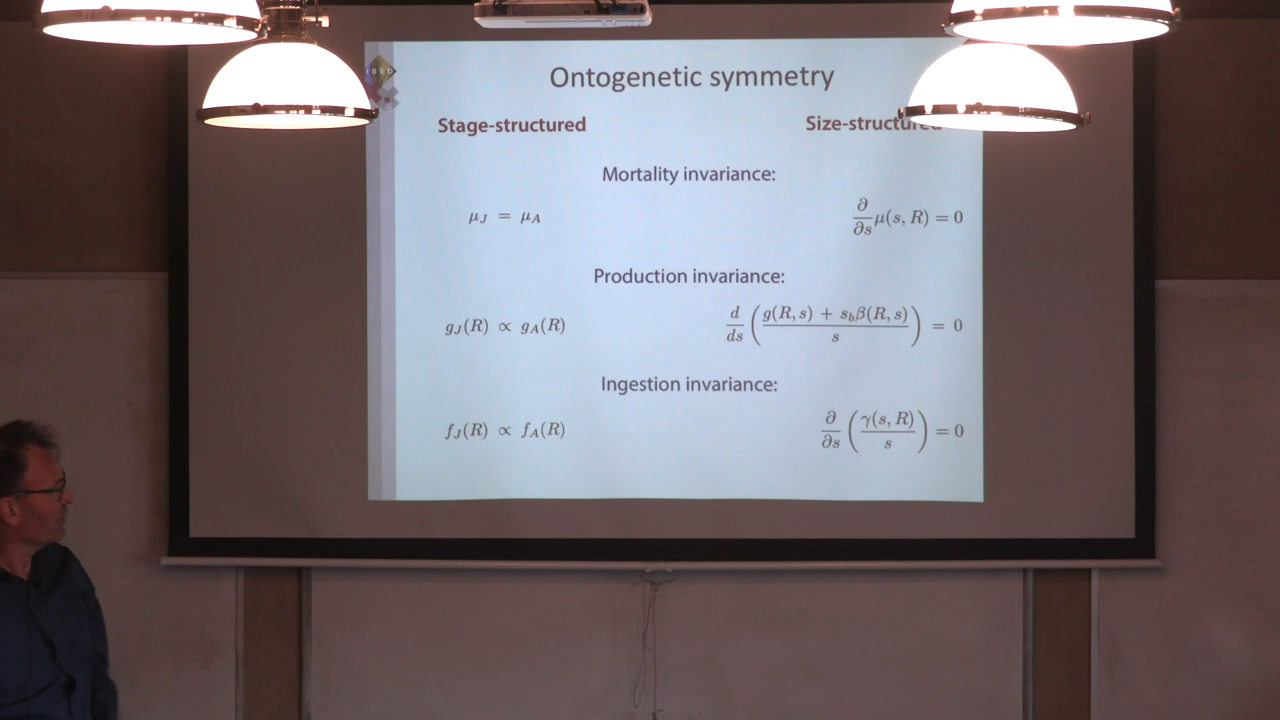 IBED
Ontogenetic symmetry
Stage-structured Size-structured
Mortality invariance:
μ_J = μ_A ∂/∂s μ(s, R) = 0
Production invariance:
g_J(R) ∝ g_A(R) d/ds ( (g(R, s) + s_b β(R, s)) / s ) = 0
Ingestion invariance:
f_J(R) ∝ f_A(R) ∂/∂s ( γ(s, R) / s ) = 0